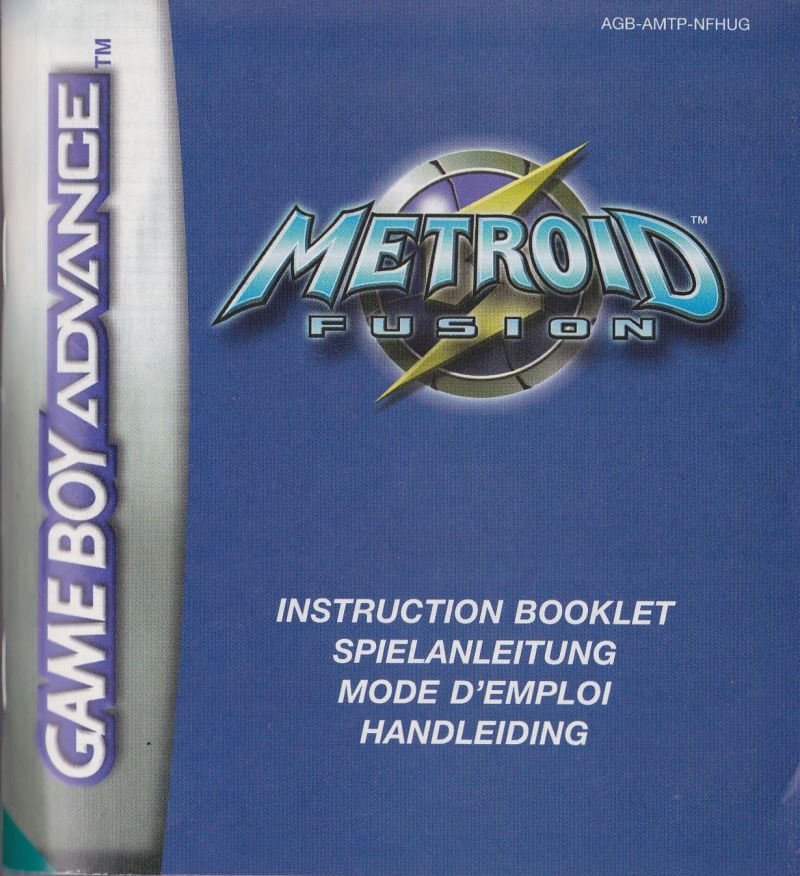 AGB-AMTP-NFHUG
GAME BOY ADVANCE™
METROID™
FUSION
INSTRUCTION BOOKLET
SPIELANLEITUNG
MODE D'EMPLOI
HANDLEIDING